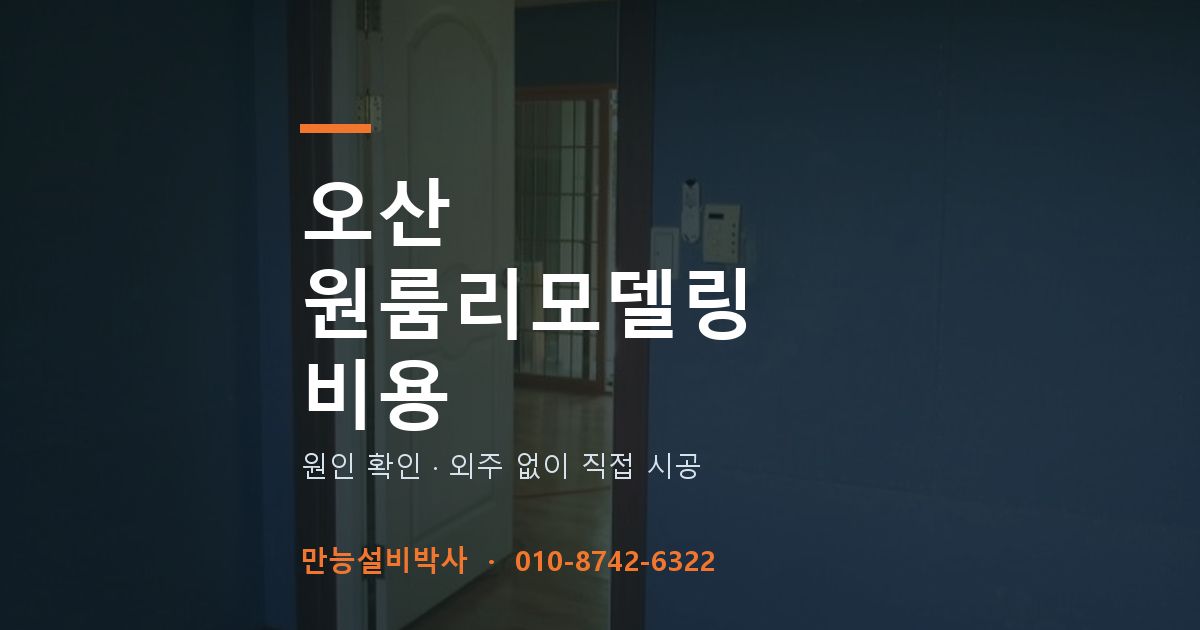 오산
원룸리모델링
비용
원인 확인 · 외주 없이 직접 시공
만능설비박사 · 010-8742-6322